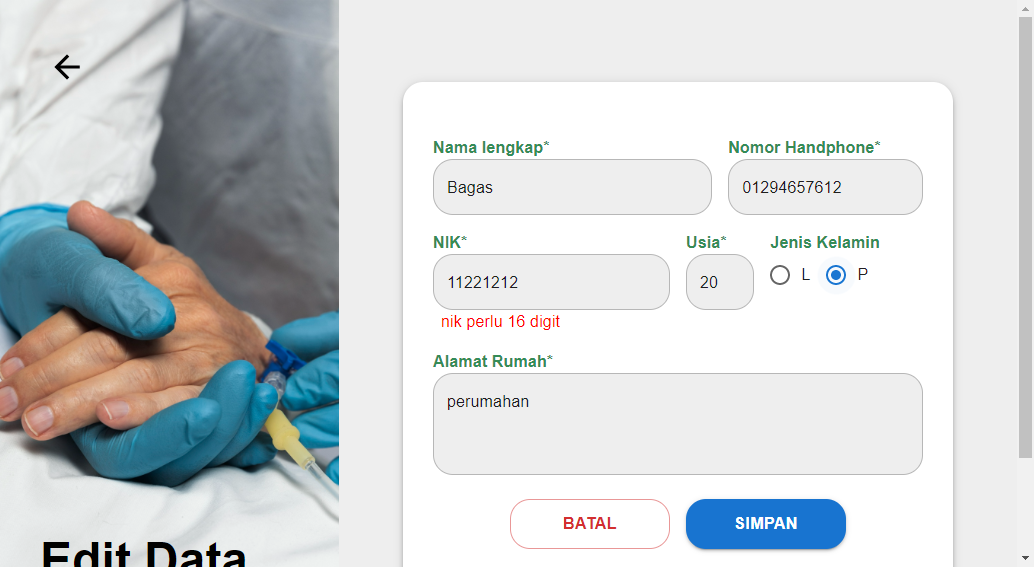 Nama lengkap*
Nomor Handphone*
Bagas
01294657612
NIK*
Usia*
Jenis Kelamin
11221212
20
L
P
nik perlu 16 digit
Alamat Rumah*
perumahan
BATAL
SIMPAN
Edit Data